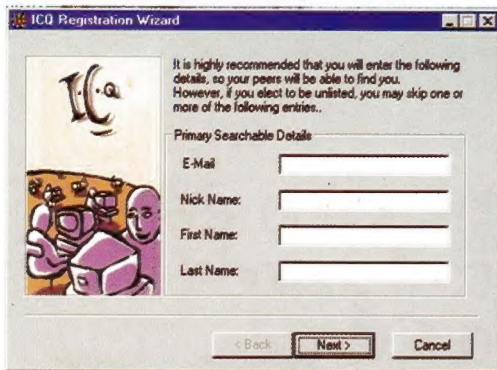 ICQ Registration Wizard
I·C·Q
It is highly recommended that you will enter the following
details, so your peers will be able to find you.
However, if you elect to be unlisted, you may skip one or
more of the following entries..
Primary Searchable Details
E-Mail
Nick Name:
First Name:
Last Name:
< Back
Next >
Cancel